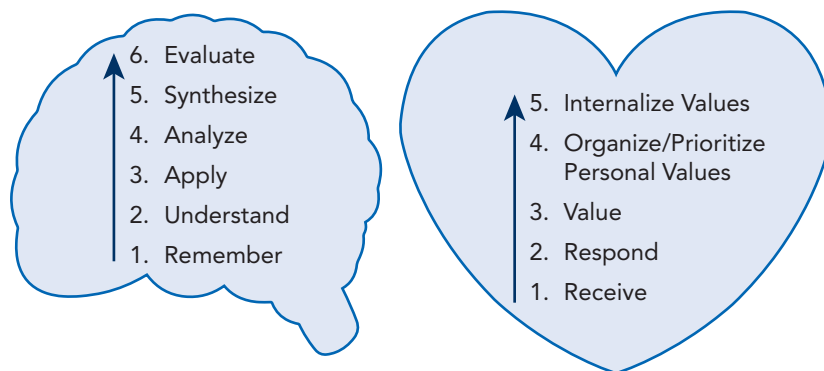 6. Evaluate
5. Synthesize
4. Analyze
3. Apply
2. Understand
1. Remember
5. Internalize Values
4. Organize/Prioritize
Personal Values
3. Value
2. Respond
1. Receive